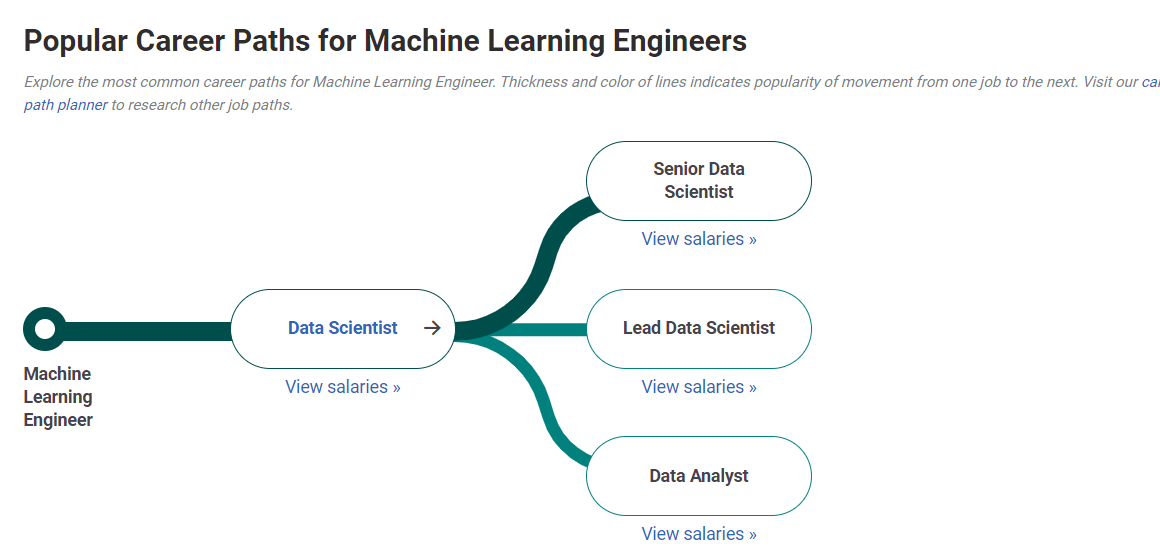 Popular Career Paths for Machine Learning Engineers
Explore the most common career paths for Machine Learning Engineer. Thickness and color of lines indicates popularity of movement from one job to the next. Visit our
path planner to research other job paths.
Senior Data
Scientist
View salaries »
Data Scientist
View salaries »
Lead Data Scientist
View salaries »
Machine
Learning
Engineer
Data Analyst
View salaries »